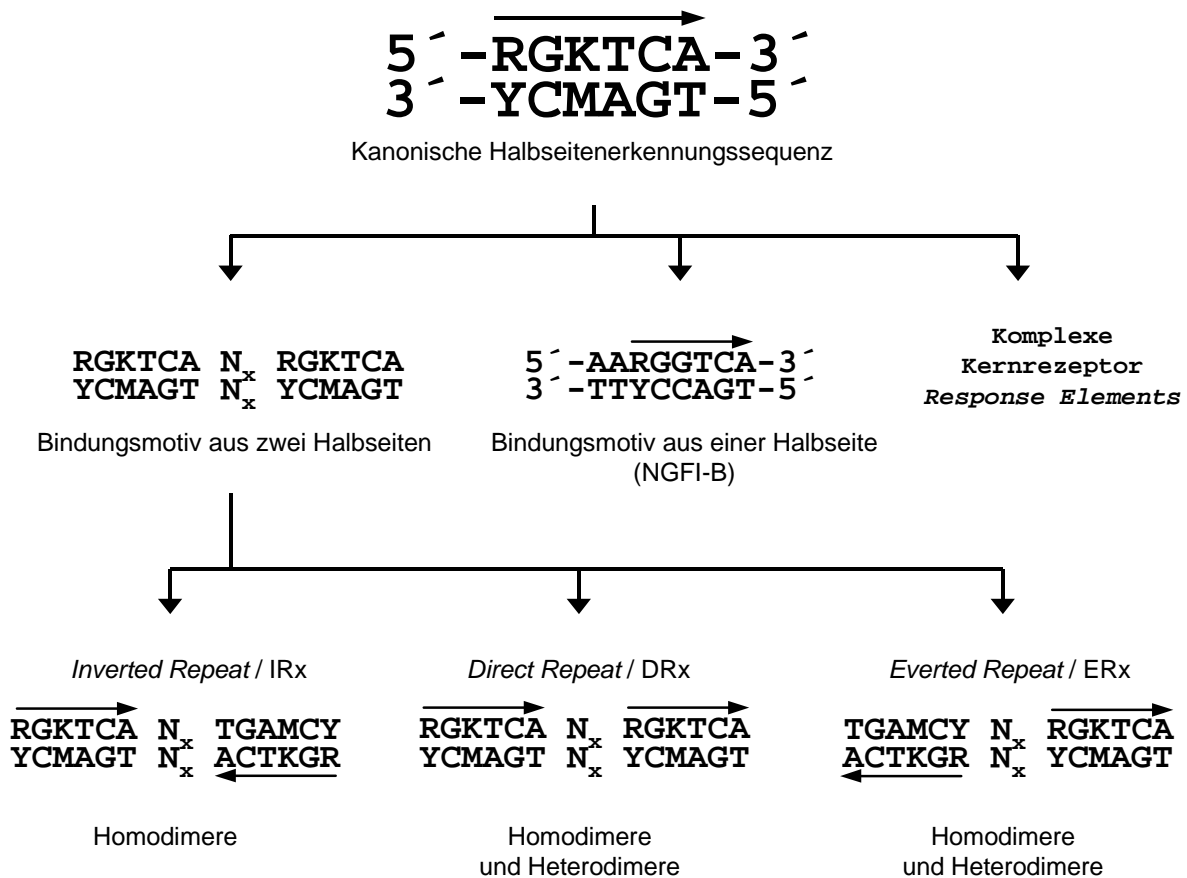 5´-RGKTCA-3´
3´-YCMAGT-5´
Kanonische Halbseitenerkennungssequenz
RGKTCA Nx RGKTCA
YCMAGT Nx YCMAGT
Bindungsmotiv aus zwei Halbseiten
5´-AARGGTCA-3´
3´-TTYCCAGT-5´
Bindungsmotiv aus einer Halbseite
(NGFI-B)
Komplexe
Kernrezeptor
Response Elements
Inverted Repeat / IRx
RGKTCA Nx TGAMCY
YCMAGT Nx ACTKGR
Homodimere
Direct Repeat / DRx
RGKTCA Nx RGKTCA
YCMAGT Nx YCMAGT
Homodimere
und Heterodimere
Everted Repeat / ERx
TGAMCY Nx RGKTCA
ACTKGR Nx YCMAGT
Homodimere
und Heterodimere